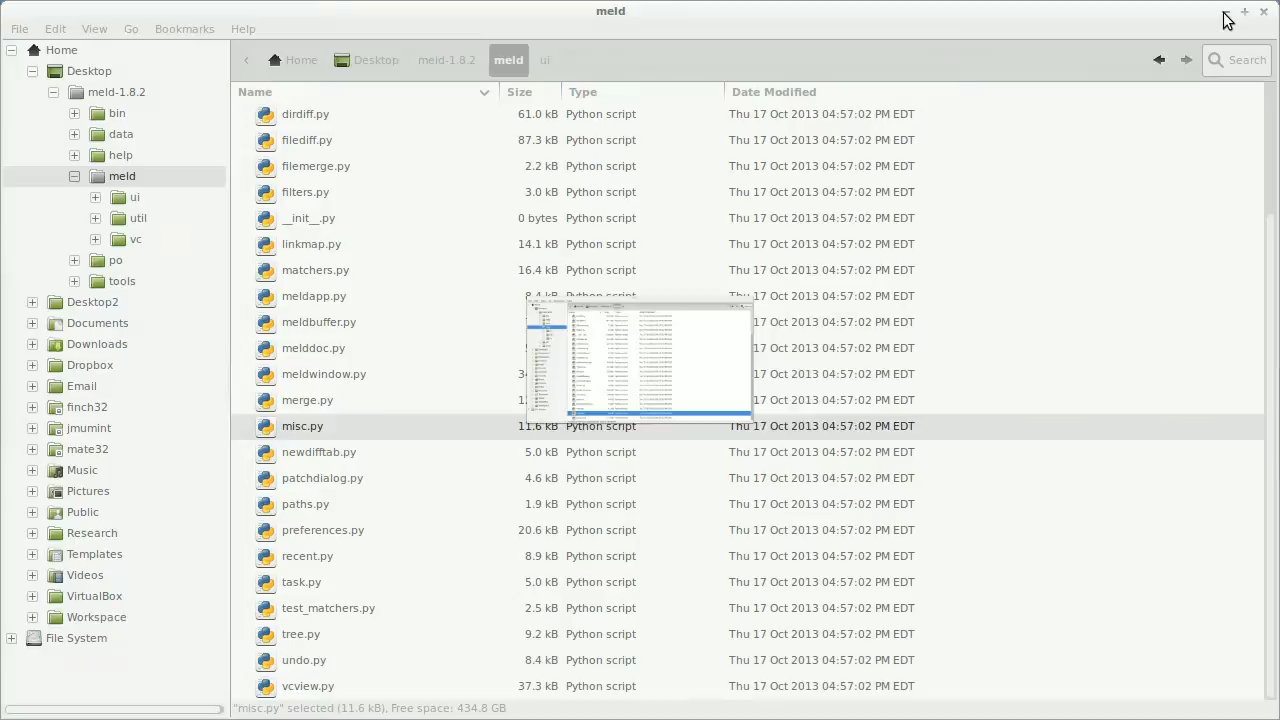 meld
File Edit View Go Bookmarks Help
Home
Desktop
meld-1.8.2
bin
data
help
meld
ui
util
vc
po
tools
Desktop2
Documents
Downloads
Dropbox
Email
finch32
lnumint
mate32
Music
Pictures
Public
Research
Templates
Videos
VirtualBox
Workspace
File System
Home Desktop meld-1.8.2 meld ui Search
Name Size Type Date Modified
dirdiff.py 61.0 kB Python script Thu 17 Oct 2013 04:57:02 PM EDT
filediff.py 87.3 kB Python script Thu 17 Oct 2013 04:57:02 PM EDT
filemerge.py 2.2 kB Python script Thu 17 Oct 2013 04:57:02 PM EDT
filters.py 3.0 kB Python script Thu 17 Oct 2013 04:57:02 PM EDT
__init__.py 0 bytes Python script Thu 17 Oct 2013 04:57:02 PM EDT
linkmap.py 14.1 kB Python script Thu 17 Oct 2013 04:57:02 PM EDT
matchers.py 16.4 kB Python script Thu 17 Oct 2013 04:57:02 PM EDT
meldapp.py 8.4 kB Python script Thu 17 Oct 2013 04:57:02 PM EDT
17 Oct 2013 04:57:02 PM EDT
melddoc.py 17 Oct 2013 04:57:02 PM EDT
meldwindow.py 17 Oct 2013 04:57:02 PM EDT
merge.py 17 Oct 2013 04:57:02 PM EDT
misc.py 11.6 kB Python script Thu 17 Oct 2013 04:57:02 PM EDT
newdifftab.py 5.0 kB Python script Thu 17 Oct 2013 04:57:02 PM EDT
patchdialog.py 4.6 kB Python script Thu 17 Oct 2013 04:57:02 PM EDT
paths.py 1.9 kB Python script Thu 17 Oct 2013 04:57:02 PM EDT
preferences.py 20.6 kB Python script Thu 17 Oct 2013 04:57:02 PM EDT
recent.py 8.9 kB Python script Thu 17 Oct 2013 04:57:02 PM EDT
task.py 5.0 kB Python script Thu 17 Oct 2013 04:57:02 PM EDT
test_matchers.py 2.5 kB Python script Thu 17 Oct 2013 04:57:02 PM EDT
tree.py 9.2 kB Python script Thu 17 Oct 2013 04:57:02 PM EDT
undo.py 8.4 kB Python script Thu 17 Oct 2013 04:57:02 PM EDT
vcview.py 37.3 kB Python script Thu 17 Oct 2013 04:57:02 PM EDT
"misc.py" selected (11.6 kB), Free space: 434.8 GB